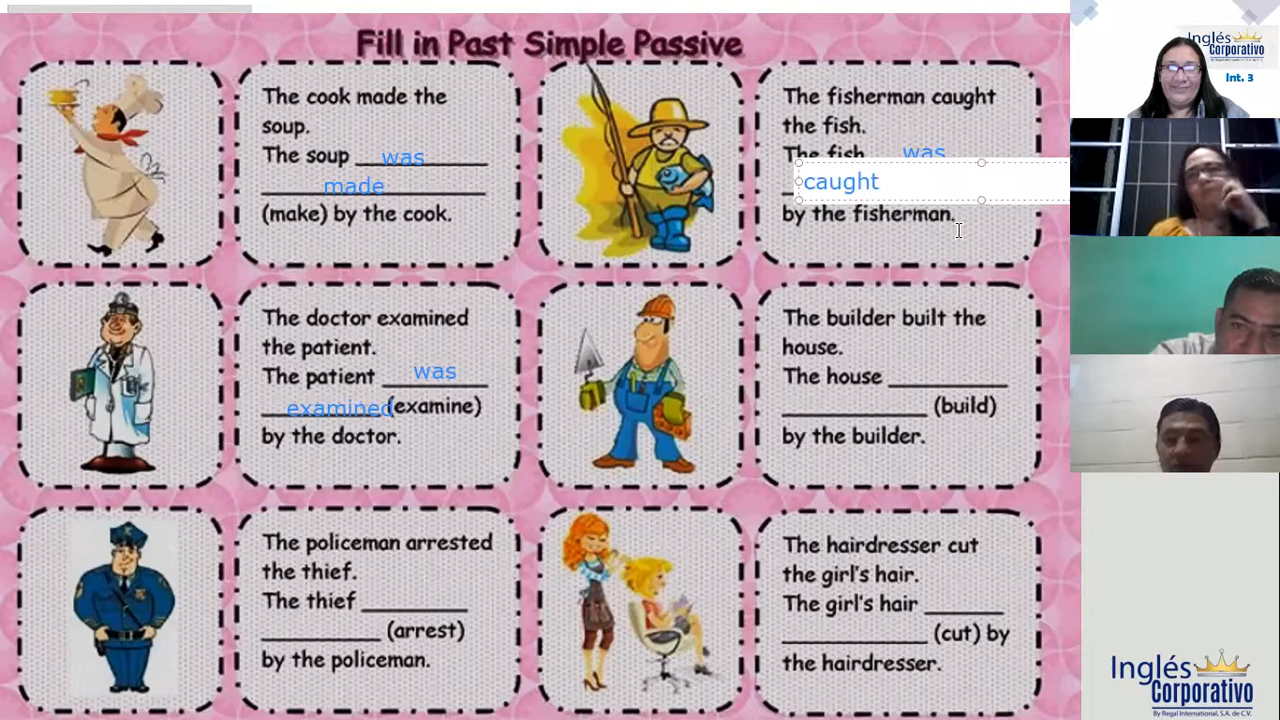 Fill in Past Simple Passive
The cook made the
soup.
The soup was
made
(make) by the cook.
The fisherman caught
the fish.
The fish was
caught
by the fisherman.
The doctor examined
the patient.
The patient was
examined (examine)
by the doctor.
The builder built the
house.
The house
(build)
by the builder.
The policeman arrested
the thief.
The thief
(arrest)
by the policeman.
The hairdresser cut
the girl's hair.
The girl's hair
(cut) by
the hairdresser.
Inglés
Corporativo
By Regal International, S.A. de C.V.
Int. 3
Inglés
Corporativo
By Regal International, S.A. de C.V.